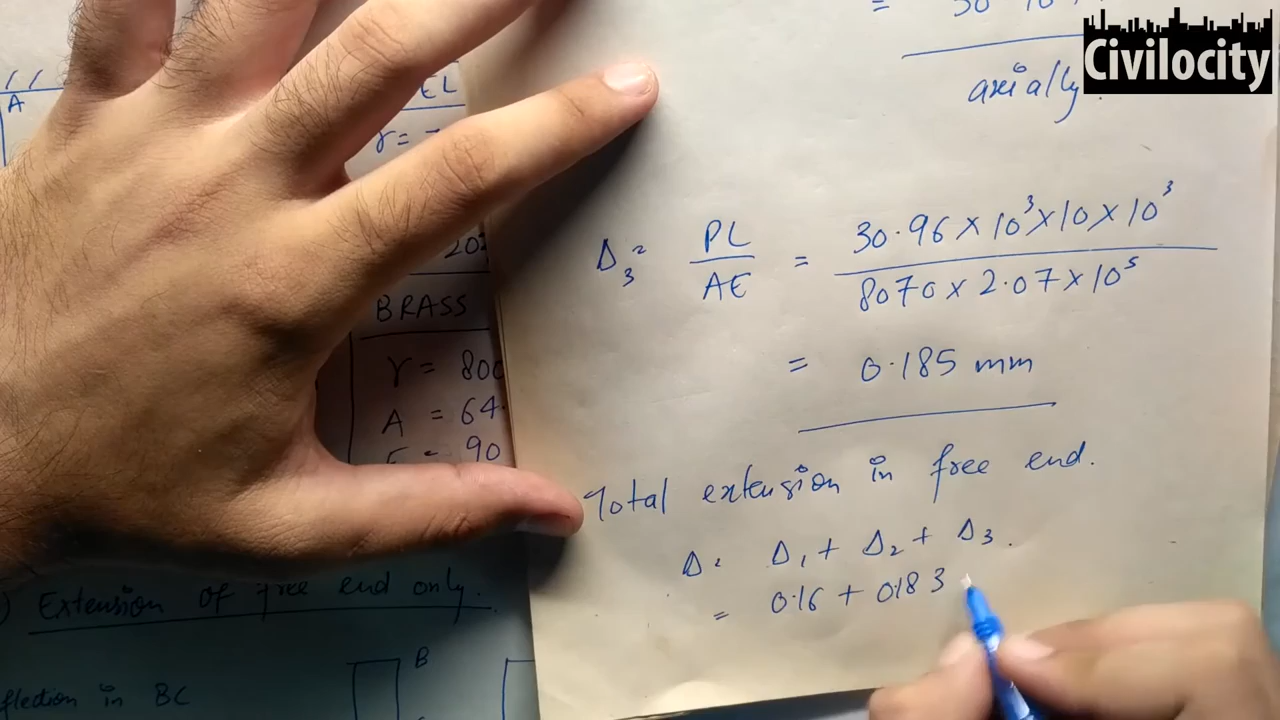 Civilocity
axially.
Δ₃ = PL/AE = 30.96 × 10³ × 10 × 10³ / 8070 × 2.07 × 10⁵
= 0.185 mm
Total extension in free end.
Δ = Δ₁ + Δ₂ + Δ₃.
= 0.16 + 0.183
A
γ =
BRASS
γ = 800
A = 64.
E = 90
Extension of free end only.
B
in BC